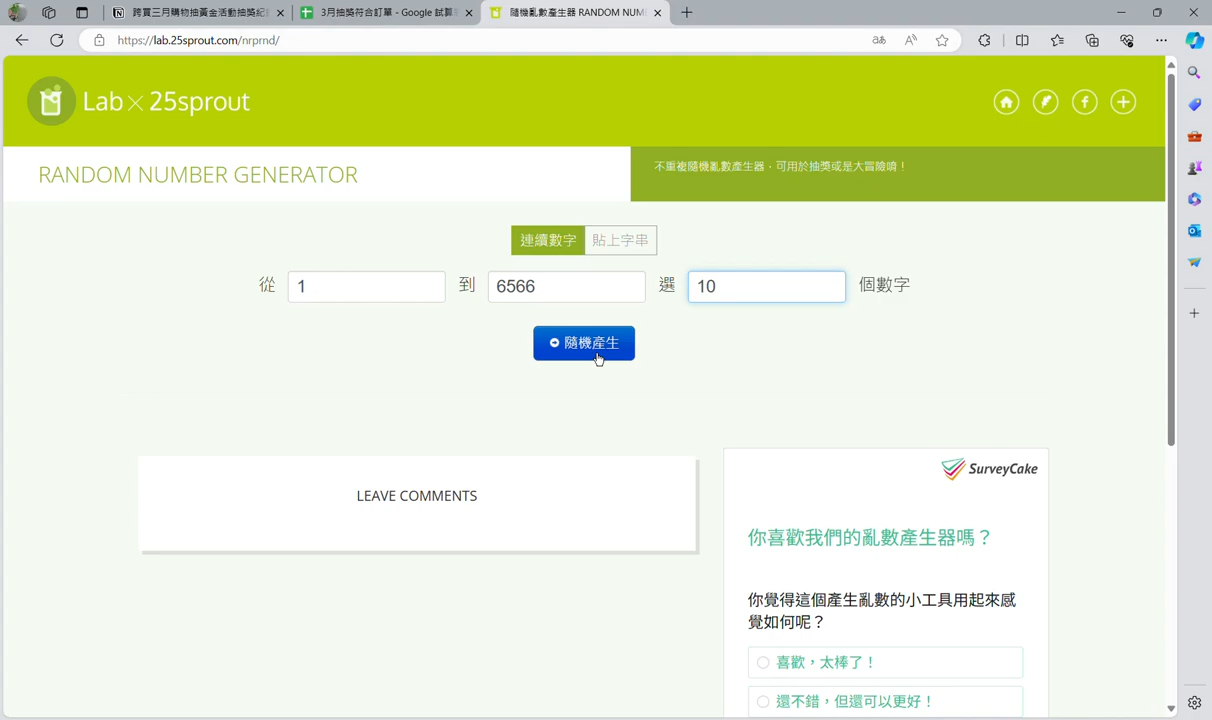 跨買三月購物抽黃金活動抽獎紀
3月抽獎符合訂單 - Google 試算
隨機亂數產生器 RANDOM NUM
https://lab.25sprout.com/nrprnd/
Lab × 25sprout
RANDOM NUMBER GENERATOR
不重複隨機亂數產生器，可用於抽獎或是大冒險唷！
連續數字 貼上字串
從 1 到 6566 選 10 個數字
隨機產生
LEAVE COMMENTS
SurveyCake
你喜歡我們的亂數產生器嗎？
你覺得這個產生亂數的小工具用起來感
覺如何呢？
喜歡，太棒了！
還不錯，但還可以更好！